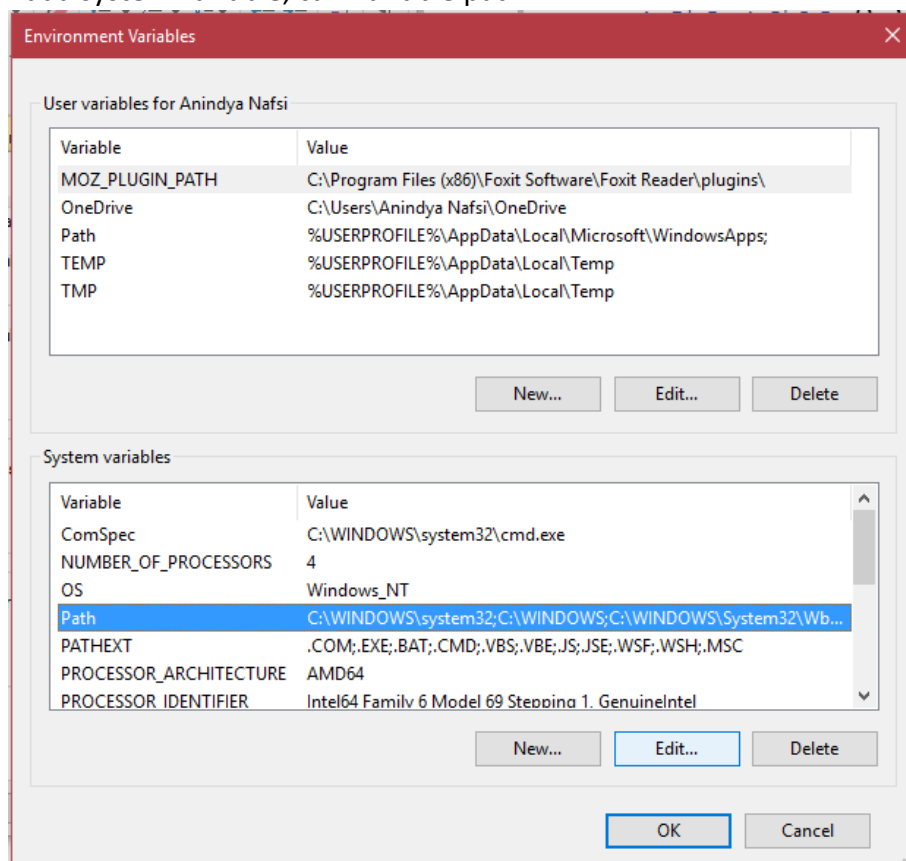 Environment Variables
User variables for Anindya Nafsi
Variable Value
MOZ_PLUGIN_PATH C:\Program Files (x86)\Foxit Software\Foxit Reader\plugins\
OneDrive C:\Users\Anindya Nafsi\OneDrive
Path %USERPROFILE%\AppData\Local\Microsoft\WindowsApps;
TEMP %USERPROFILE%\AppData\Local\Temp
TMP %USERPROFILE%\AppData\Local\Temp
New... Edit... Delete
System variables
Variable Value
ComSpec C:\WINDOWS\system32\cmd.exe
NUMBER_OF_PROCESSORS 4
OS Windows_NT
Path C:\WINDOWS\system32;C:\WINDOWS;C:\WINDOWS\System32\Wb...
PATHEXT .COM;.EXE;.BAT;.CMD;.VBS;.VBE;.JS;.JSE;.WSF;.WSH;.MSC
PROCESSOR_ARCHITECTURE AMD64
PROCESSOR_IDENTIFIER Intel64 Family 6 Model 69 Stepping 1, GenuineIntel
New... Edit... Delete
OK Cancel